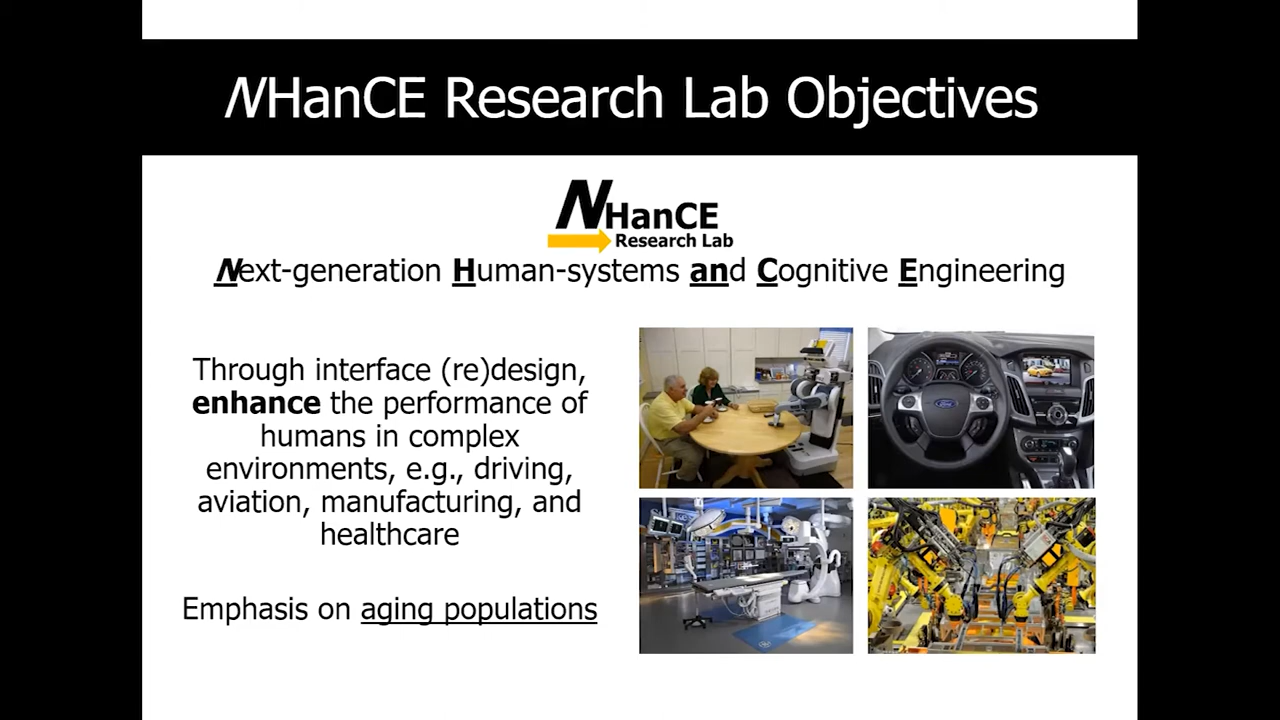 NHanCE Research Lab Objectives
NHanCE
Research Lab
Next-generation Human-systems and Cognitive Engineering
Through interface (re)design,
enhance the performance of
humans in complex
environments, e.g., driving,
aviation, manufacturing, and
healthcare
Emphasis on aging populations
Ford